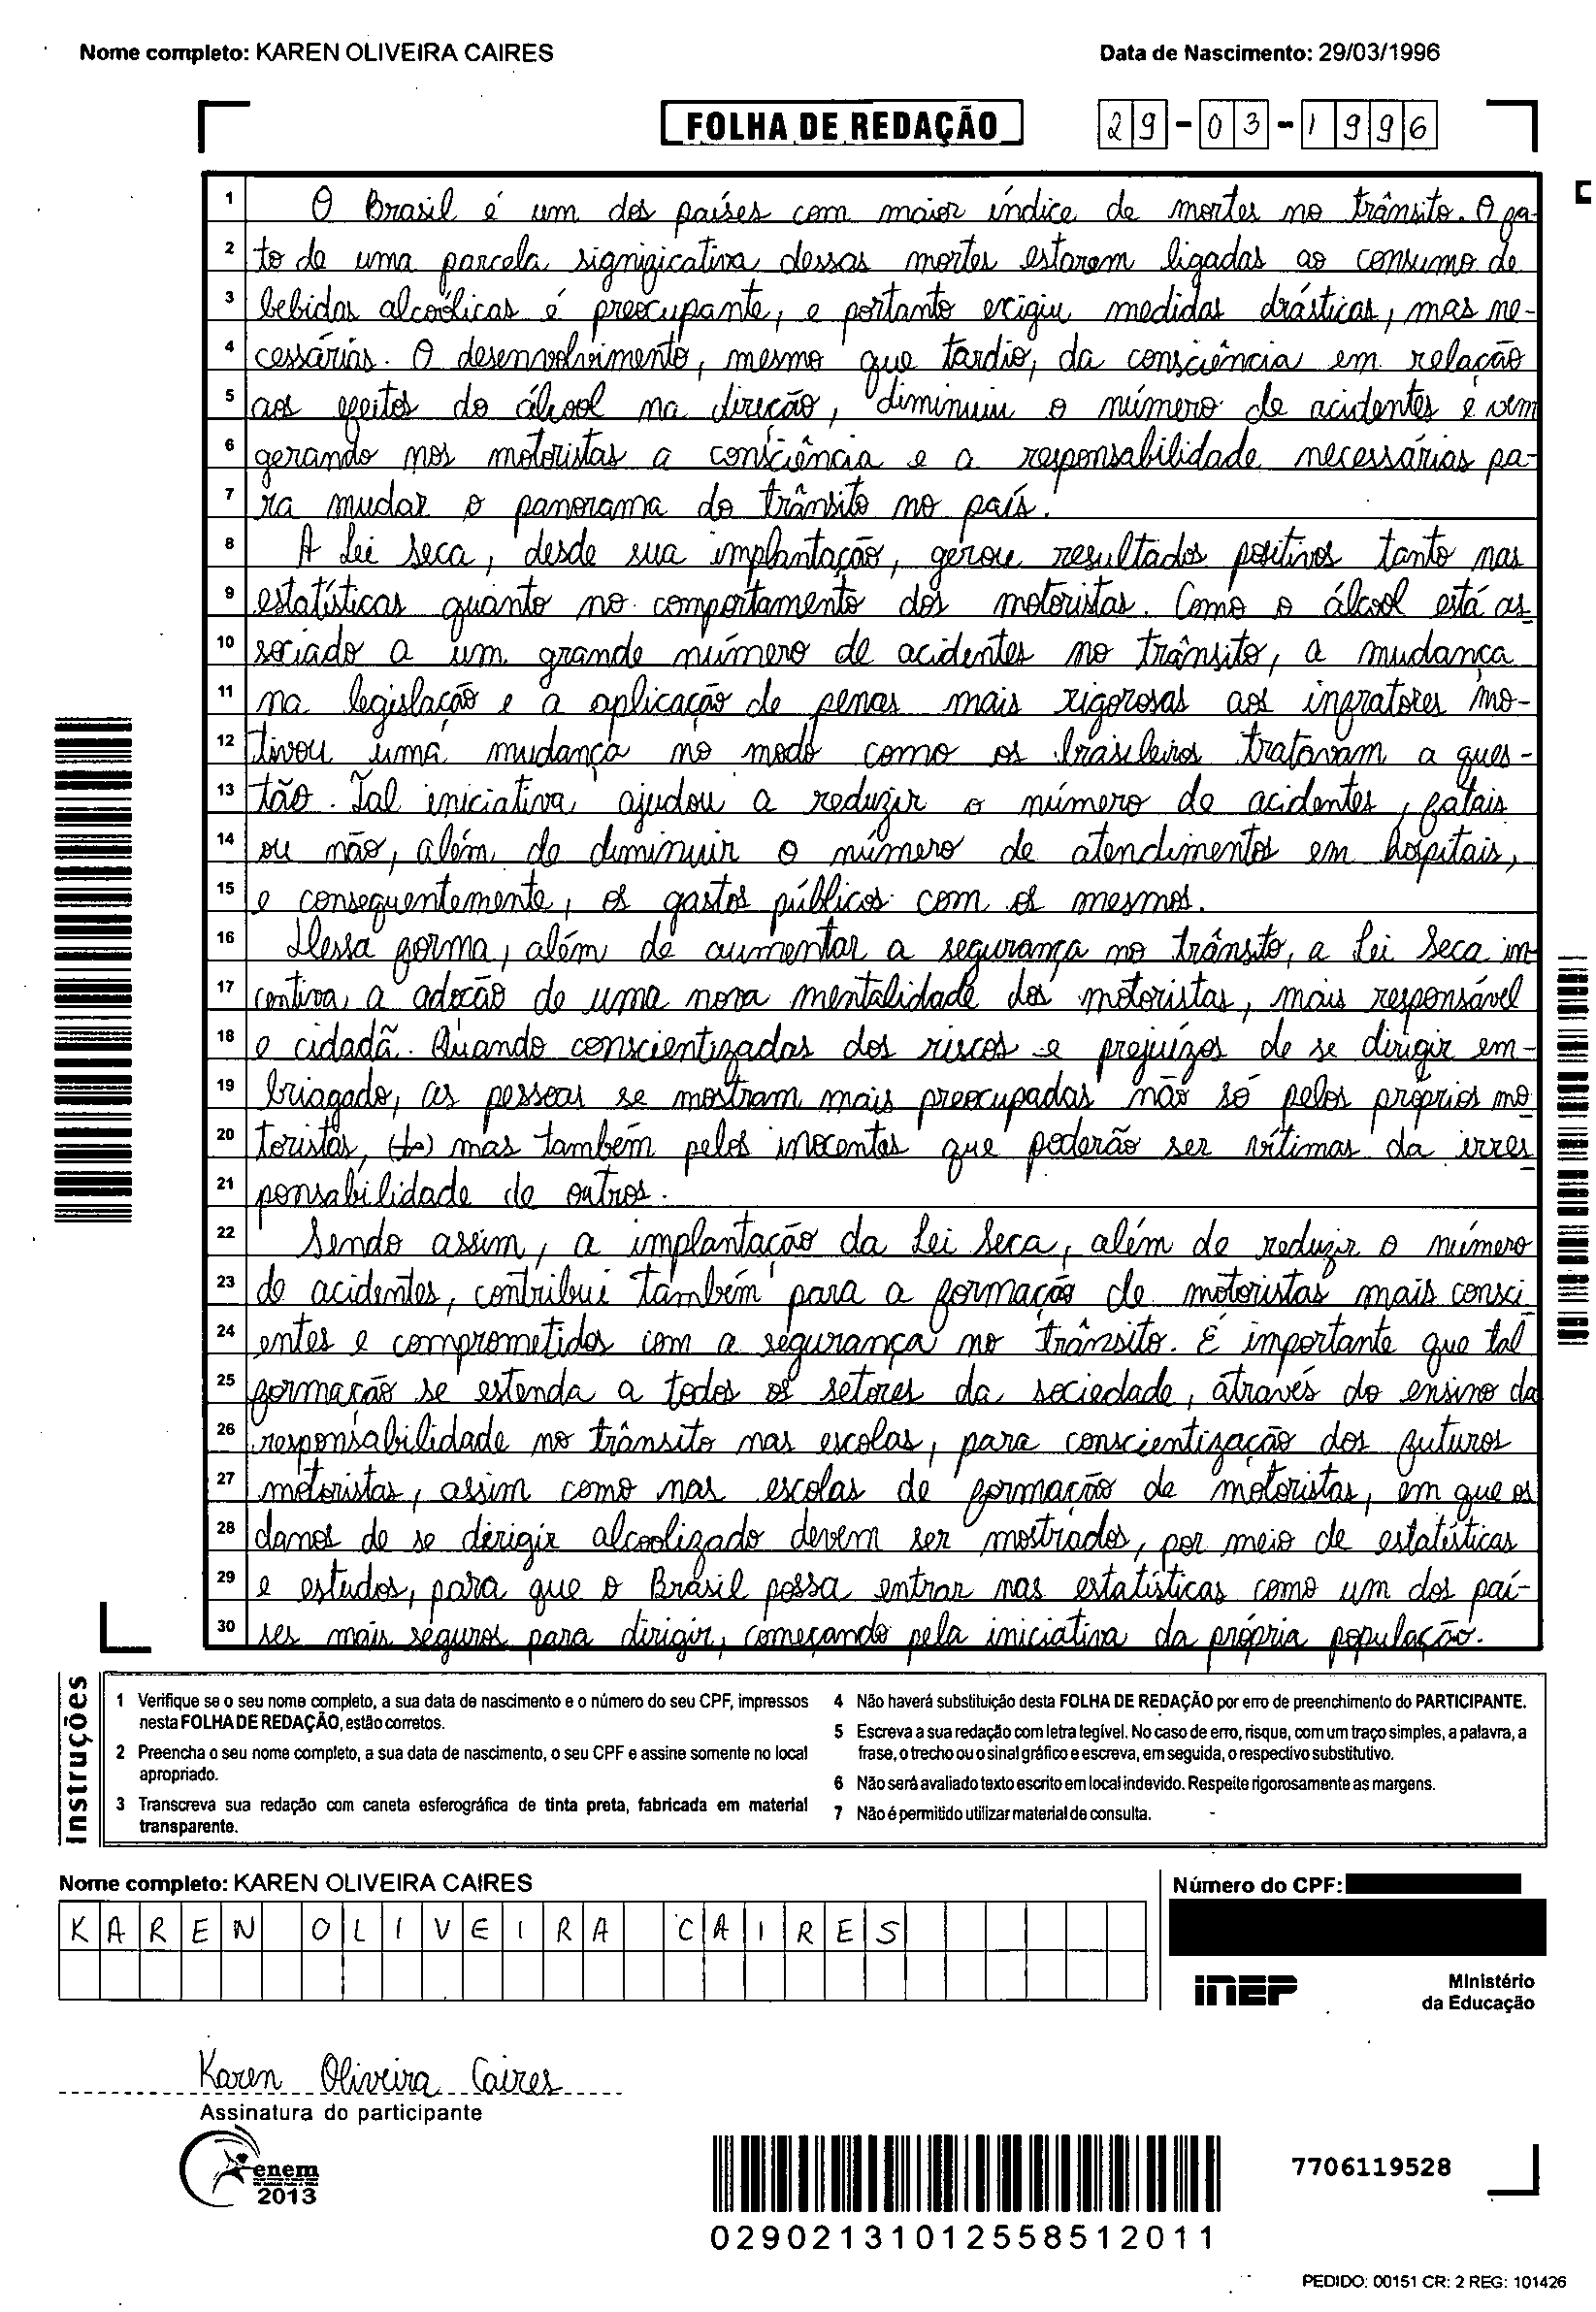 Nome completo: KAREN OLIVEIRA CAIRES
Data de Nascimento: 29/03/1996
FOLHA DE REDAÇÃO
29-03-1996
1 O Brasil é um dos países com maior índice de mortes no trânsito. O fa-
2 to de uma parcela significativa dessas mortes estarem ligadas ao consumo de
3 bebidas alcoólicas é preocupante, e portanto exigiu medidas drásticas, mas ne-
4 cessárias. O desenvolvimento, mesmo que tardio, da consciência em relação
5 aos efeitos do álcool na direção, diminuiu o número de acidentes e vem
6 gerando nos motoristas a consciência e a responsabilidade necessárias pa-
7 ra mudar o panorama do trânsito no país.
8 A Lei Seca, desde sua implantação, gerou resultados positivos tanto nas
9 estatísticas quanto no comportamento dos motoristas. Como o álcool está as
10 sociado a um grande número de acidentes no trânsito, a mudança
11 na legislação e a aplicação de penas mais rigorosas aos infratores mo-
12 tivou uma mudança no modo como os brasileiros tratavam a ques-
13 tão. Tal iniciativa ajudou a reduzir o número de acidentes, fatais
14 ou não, além de diminuir o número de atendimentos em hospitais,
15 e consequentemente, os gastos públicos com os mesmos.
16 Dessa forma, além de aumentar a segurança no trânsito, a Lei Seca in
17 centiva a adoção de uma nova mentalidade dos motoristas, mais responsável
18 e cidadã. Quando conscientizadas dos riscos e prejuízos de se dirigir em-
19 briagado, as pessoas se mostram mais preocupadas não só pelos próprios mo
20 toristas, (to) mas também pelos inocentes que poderão ser vítimas da irres
21 ponsabilidade de outros.
22 Sendo assim, a implantação da Lei Seca, além de reduzir o número
23 de acidentes, contribui também para a formação de motoristas mais consci
24 entes e comprometidos com a segurança no trânsito. É importante que tal
25 formação se estenda a todos os setores da sociedade, através do ensino da
26 responsabilidade no trânsito nas escolas, para conscientização dos futuros
27 motoristas, assim como nas escolas de formação de motoristas, em que os
28 danos de se dirigir alcoolizado devem ser mostrados, por meio de estatísticas
29 e estudos, para que o Brasil possa entrar nas estatísticas como um dos paí-
30 ses mais seguros para dirigir, começando pela iniciativa da própria população.
Instruções
1 Verifique se o seu nome completo, a sua data de nascimento e o número do seu CPF, impressos
nesta FOLHA DE REDAÇÃO, estão corretos.
2 Preencha o seu nome completo, a sua data de nascimento, o seu CPF e assine somente no local
apropriado.
3 Transcreva sua redação com caneta esferográfica de tinta preta, fabricada em material
transparente.
4 Não haverá substituição desta FOLHA DE REDAÇÃO por erro de preenchimento do PARTICIPANTE.
5 Escreva a sua redação com letra legível. No caso de erro, risque, com um traço simples, a palavra, a
frase, o trecho ou o sinal gráfico e escreva, em seguida, o respectivo substitutivo.
6 Não será avaliado texto escrito em local indevido. Respeite rigorosamente as margens.
7 Não é permitido utilizar material de consulta.
Nome completo: KAREN OLIVEIRA CAIRES
Número do CPF:
KAREN OLIVEIRA CAIRES
INEP
Ministério
da Educação
Karen Oliveira Caires
Assinatura do participante
enem
2013
7706119528
02902131012558512011
PEDIDO: 00151 CR: 2 REG: 101426